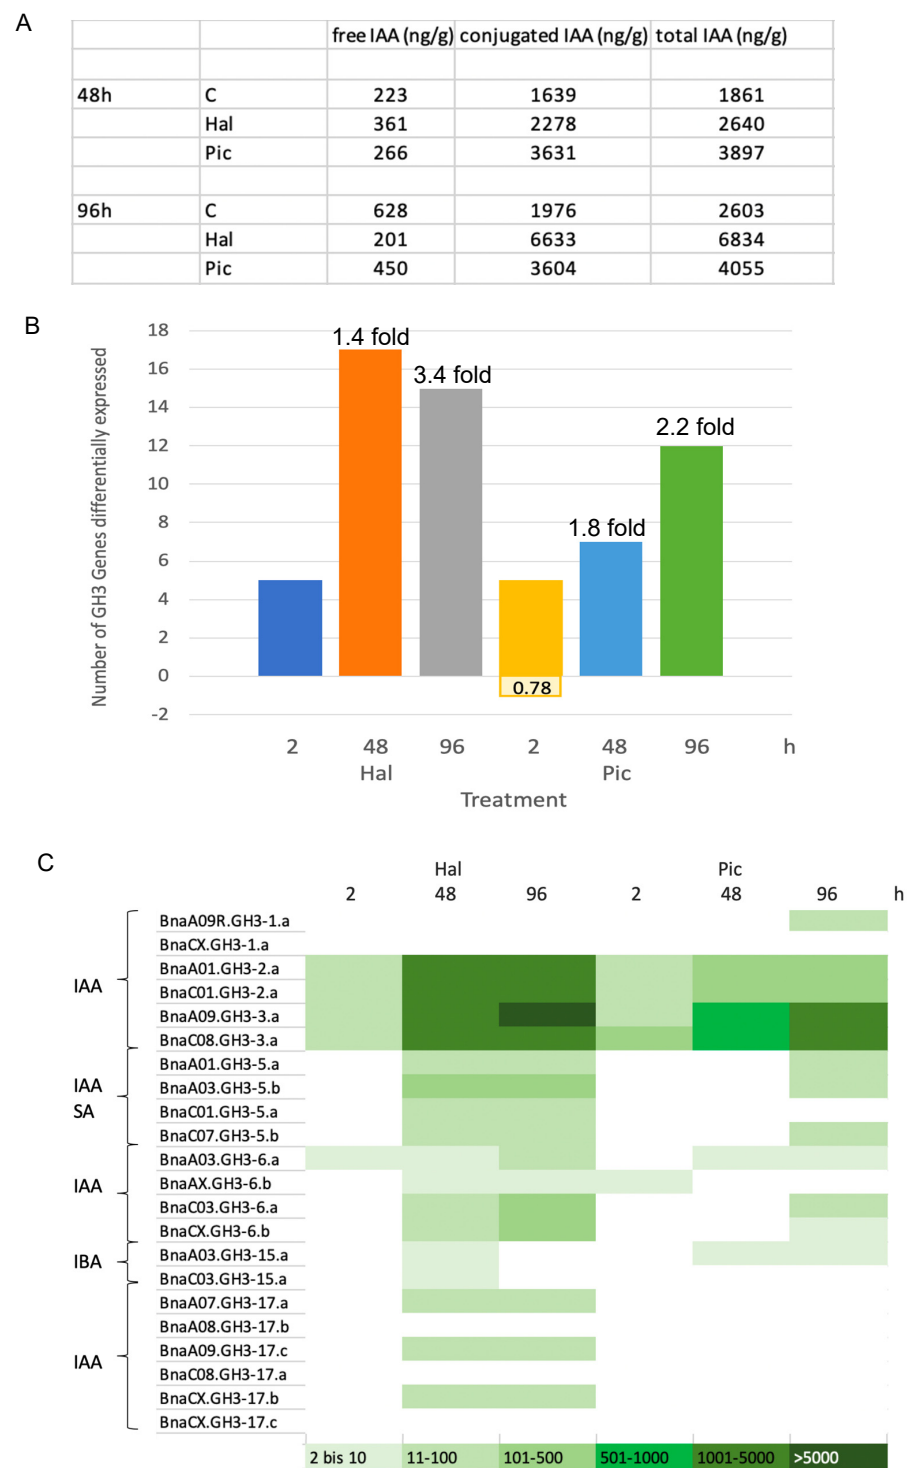 A
free IAA (ng/g) conjugated IAA (ng/g) total IAA (ng/g)
48h C 223 1639 1861
Hal 361 2278 2640
Pic 266 3631 3897
96h C 628 1976 2603
Hal 201 6633 6834
Pic 450 3604 4055
B
Number of GH3 Genes differentially expressed
18
16
14
12
10
8
6
4
2
0
-2
1.4 fold
3.4 fold
2.2 fold
1.8 fold
0.78
2 48 96 2 48 96 h
Hal Pic
Treatment
C
Hal Pic
2 48 96 2 48 96 h
BnaA09R.GH3-1.a
BnaCX.GH3-1.a
BnaA01.GH3-2.a
IAA
BnaC01.GH3-2.a
BnaA09.GH3-3.a
BnaC08.GH3-3.a
BnaA01.GH3-5.a
IAA
BnaA03.GH3-5.b
SA
BnaC01.GH3-5.a
BnaC07.GH3-5.b
BnaA03.GH3-6.a
IAA
BnaAX.GH3-6.b
BnaC03.GH3-6.a
BnaCX.GH3-6.b
IBA
BnaA03.GH3-15.a
BnaC03.GH3-15.a
BnaA07.GH3-17.a
BnaA08.GH3-17.b
BnaA09.GH3-17.c
IAA
BnaC08.GH3-17.a
BnaCX.GH3-17.b
BnaCX.GH3-17.c
2 bis 10 11-100 101-500 501-1000 1001-5000 >5000